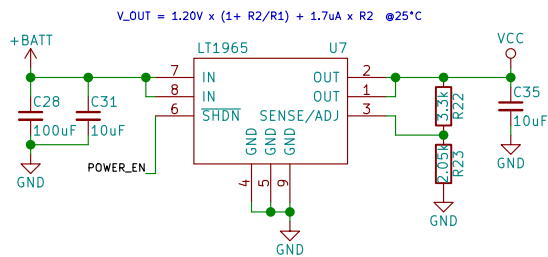 V_OUT = 1.20V x (1+ R2/R1) + 1.7uA x R2 @25°C
+BATT
LT1965 U7
VCC
7 IN OUT 2
8 IN OUT 1
6 SHDN SENSE/ADJ 3
C28
100uF
C31
10uF
3.3k
R22
C35
10uF
POWER_EN
GND GND GND
4 5 9
2.05k
R23
GND
GND
GND
GND